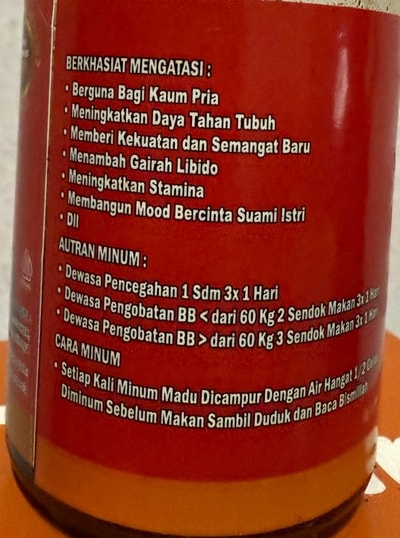 BERKHASIAT MENGATASI :
• Berguna Bagi Kaum Pria
• Meningkatkan Daya Tahan Tubuh
• Memberi Kekuatan dan Semangat Baru
• Menambah Gairah Libido
• Meningkatkan Stamina
• Membangun Mood Bercinta Suami Istri
• Dll
AUTRAN MINUM :
• Dewasa Pencegahan 1 Sdm 3x 1 Hari
• Dewasa Pengobatan BB < dari 60 Kg 2 Sendok Makan 3x 1 Hari
• Dewasa Pengobatan BB > dari 60 Kg 3 Sendok Makan 3x 1 Hari
CARA MINUM
• Setiap Kali Minum Madu Dicampur Dengan Air Hangat 1/2
Diminum Sebelum Makan Sambil Duduk dan Baca Bismillah